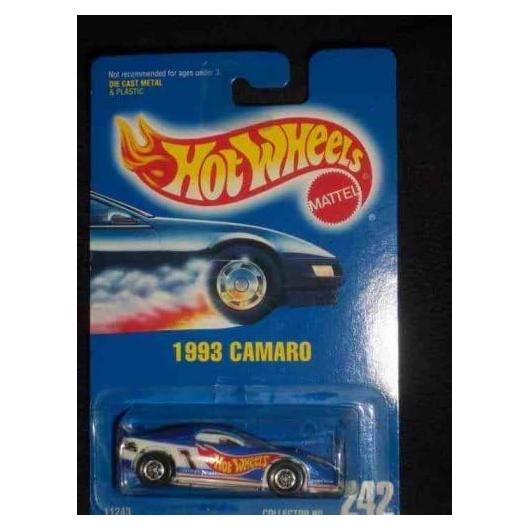 Not recommended for ages under 3
DIE CAST METAL
& PLASTIC
HOT WHEELS
MATTEL
®
1993 CAMARO
HOT WHEELS
11243
COLLECTOR NO.
242